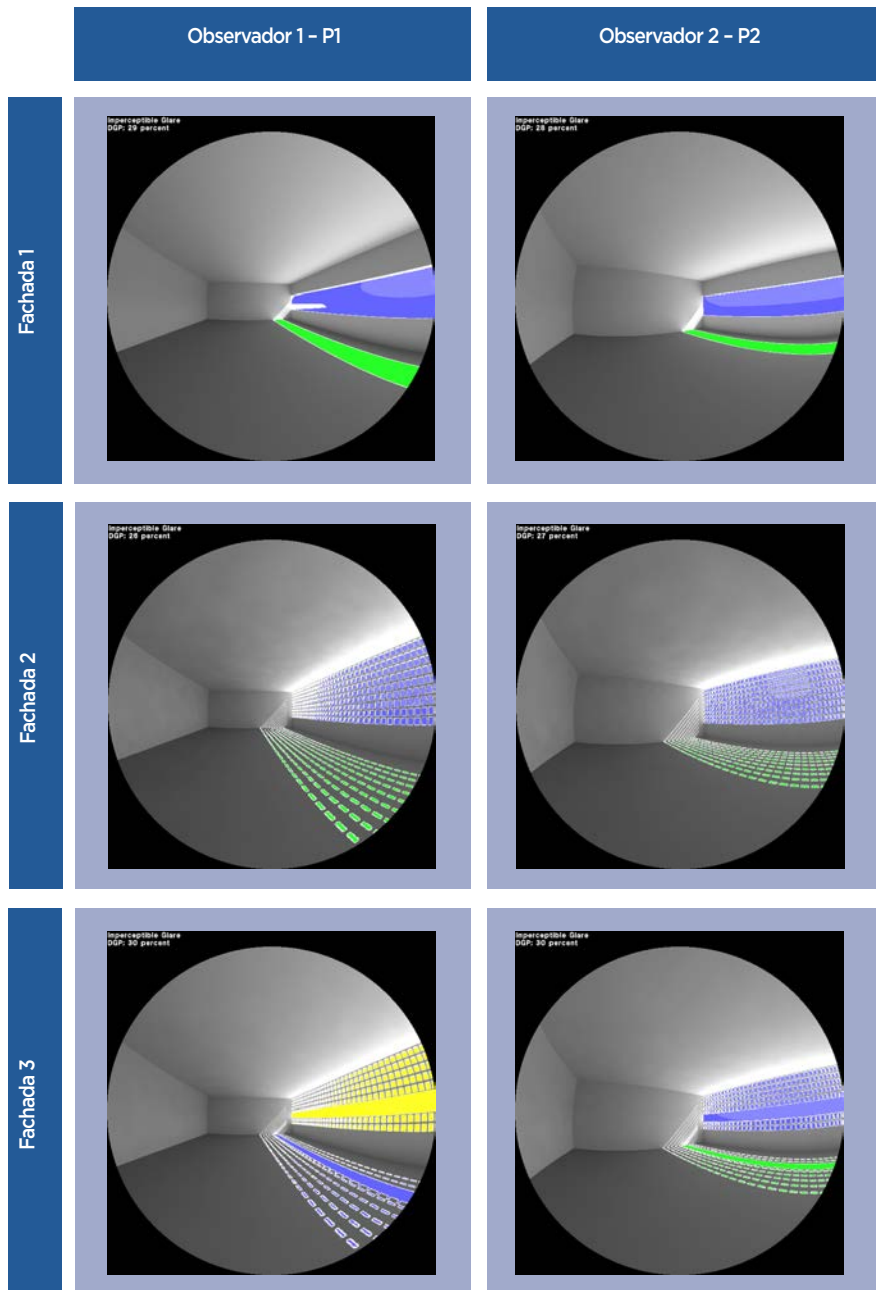 Observador 1 – P1
Observador 2 – P2
Fachada 1
Imperceptible Glare
DGP: 29 percent
Imperceptible Glare
DGP: 28 percent
Fachada 2
Imperceptible Glare
DGP: 26 percent
Imperceptible Glare
DGP: 27 percent
Fachada 3
Imperceptible Glare
DGP: 30 percent
Imperceptible Glare
DGP: 30 percent